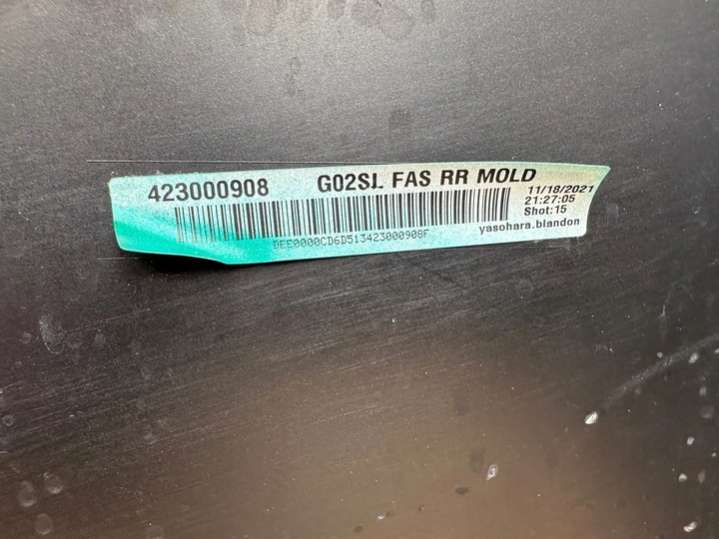 423000908 G02SL FAS RR MOLD
11/18/2021
21:27:05
Shot:15
DEE0000CD6D513423000908F
yasohara.blandon